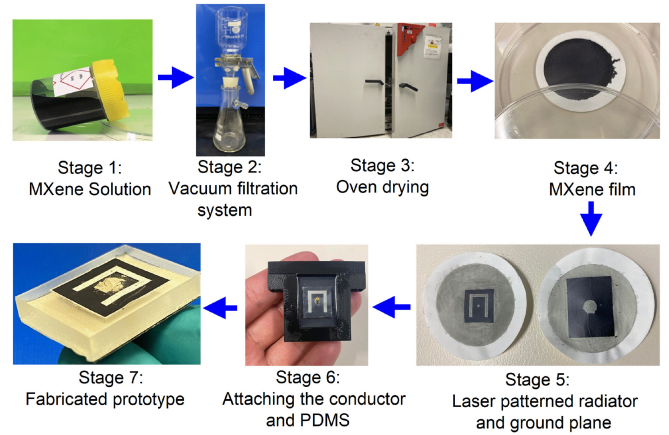 Stage 1:
MXene Solution
Stage 2:
Vacuum filtration
system
Stage 3:
Oven drying
Stage 4:
MXene film
Stage 7:
Fabricated prototype
Stage 6:
Attaching the conductor
and PDMS
Stage 5:
Laser patterned radiator
and ground plane